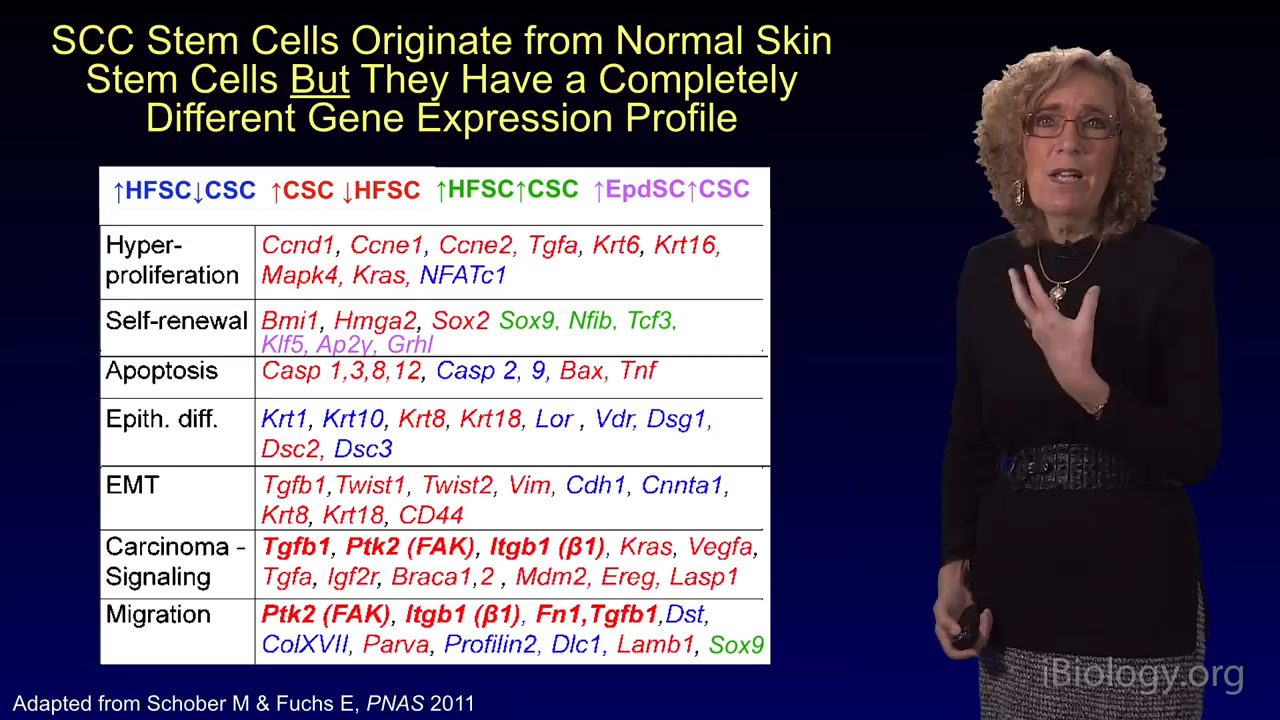 SCC Stem Cells Originate from Normal Skin
Stem Cells But They Have a Completely
Different Gene Expression Profile
↑HFSC↓CSC ↑CSC ↓HFSC ↑HFSC↑CSC ↑EpdSC↑CSC
Hyper-
proliferation
Ccnd1, Ccne1, Ccne2, Tgfa, Krt6, Krt16,
Mapk4, Kras, NFATc1
Self-renewal
Bmi1, Hmga2, Sox2 Sox9, Nfib, Tcf3,
Klf5, Ap2γ, Grhl
Apoptosis
Casp 1,3,8,12, Casp 2, 9, Bax, Tnf
Epith. diff.
Krt1, Krt10, Krt8, Krt18, Lor , Vdr, Dsg1,
Dsc2, Dsc3
EMT
Tgfb1,Twist1, Twist2, Vim, Cdh1, Cnnta1,
Krt8, Krt18, CD44
Carcinoma -
Signaling
Tgfb1, Ptk2 (FAK), Itgb1 (β1), Kras, Vegfa,
Tgfa, Igf2r, Braca1,2 , Mdm2, Ereg, Lasp1
Migration
Ptk2 (FAK), Itgb1 (β1), Fn1,Tgfb1,Dst,
ColXVII, Parva, Profilin2, Dlc1, Lamb1, Sox9
Adapted from Schober M & Fuchs E, PNAS 2011
iBiology.org